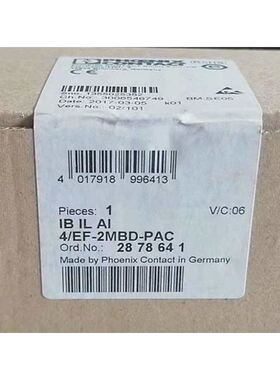 Date: 2017-03-05
k01
Vers.No.: 02/101
4 017918 996413
Pieces: 1
V/C:06
IB IL AI
4/EF-2MBD-PAC
Ord.No.: 28 78 64 1
Made by Phoenix Contact in Germany